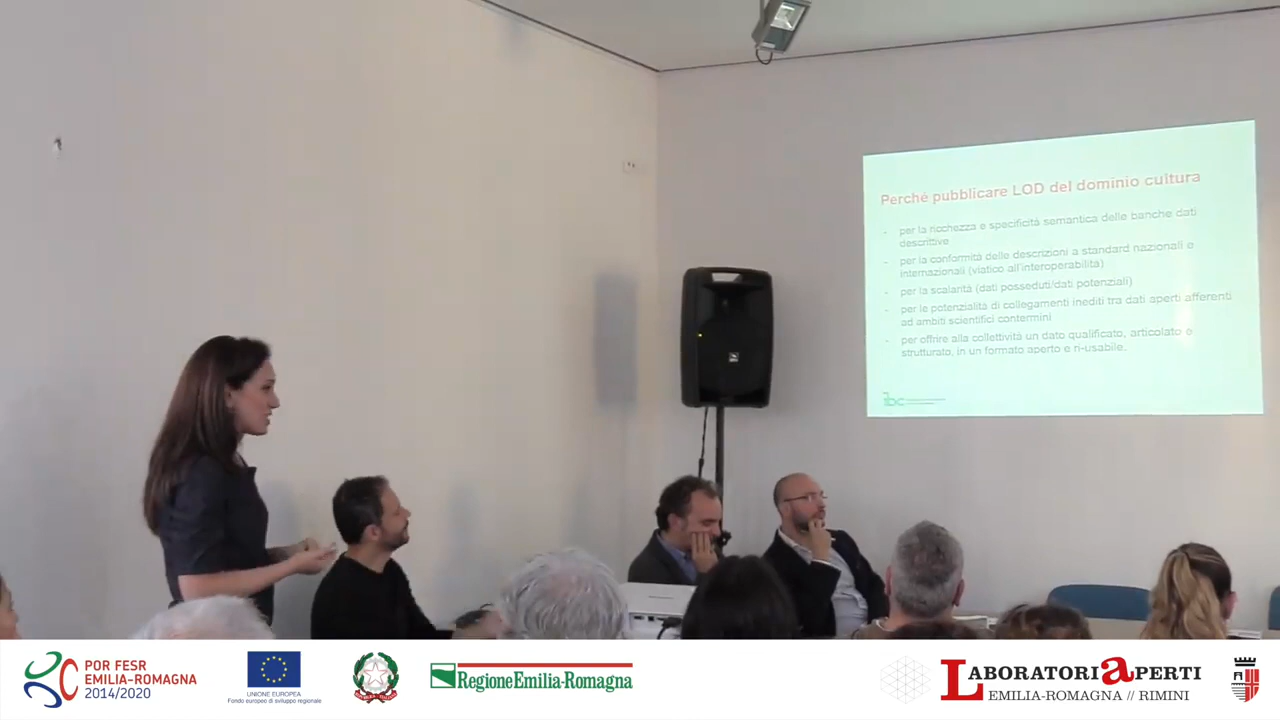 Perché pubblicare LOD del dominio cultura
- per la ricchezza e specificità semantica delle banche dati
descrittive
- per la conformità delle descrizioni a standard nazionali e
internazionali (viatico all'interoperabilità)
- per la scalarità (dati posseduti/dati potenziali)
- per le potenzialità di collegamenti inediti tra dati aperti afferenti
ad ambiti scientifici contermini
- per offrire alla collettività un dato qualificato, articolato e
strutturato, in un formato aperto e ri-usabile.
ibc
POR FESR
EMILIA-ROMAGNA
2014/2020
UNIONE EUROPEA
Fondo europeo di sviluppo regionale
RegioneEmilia-Romagna
LABORATORIAPERTI
EMILIA-ROMAGNA // RIMINI